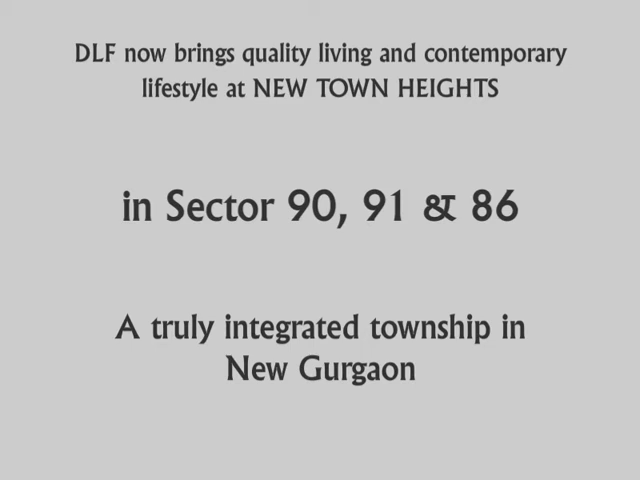 DLF now brings quality living and contemporary
lifestyle at NEW TOWN HEIGHTS
in Sector 90, 91 & 86
A truly integrated township in
New Gurgaon